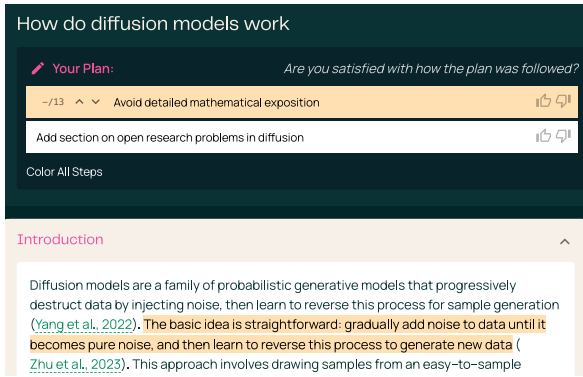 How do diffusion models work
Your Plan:
Are you satisfied with how the plan was followed?
-/13 Avoid detailed mathematical exposition
Add section on open research problems in diffusion
Color All Steps
Introduction
Diffusion models are a family of probabilistic generative models that progressively
destruct data by injecting noise, then learn to reverse this process for sample generation
(Yang et al., 2022). The basic idea is straightforward: gradually add noise to data until it
becomes pure noise, and then learn to reverse this process to generate new data (
Zhu et al., 2023). This approach involves drawing samples from an easy-to-sample